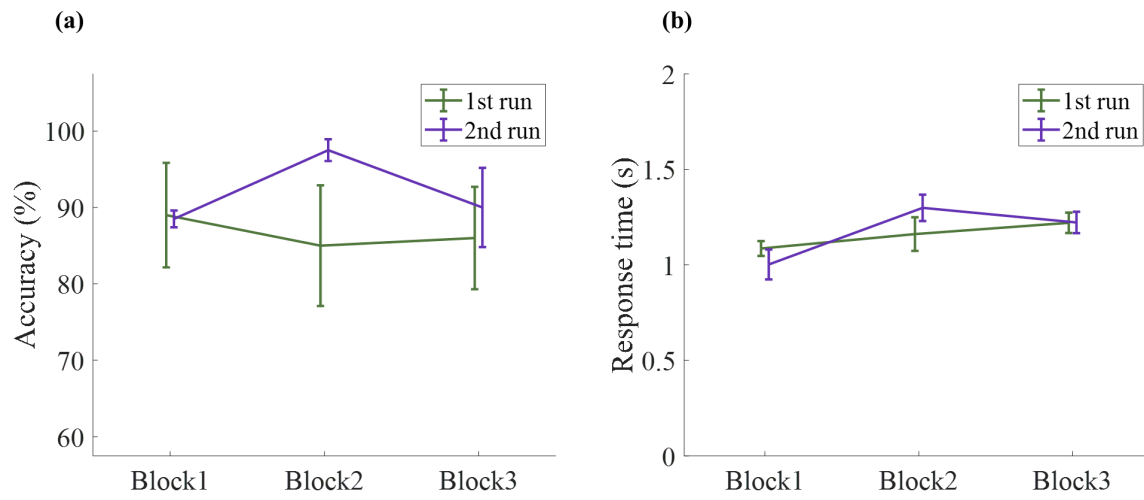 (a)
Accuracy (%)
100
90
80
70
60
Block1
Block2
Block3
1st run
2nd run
(b)
Response time (s)
2
1.5
1
0.5
0
Block1
Block2
Block3
1st run
2nd run